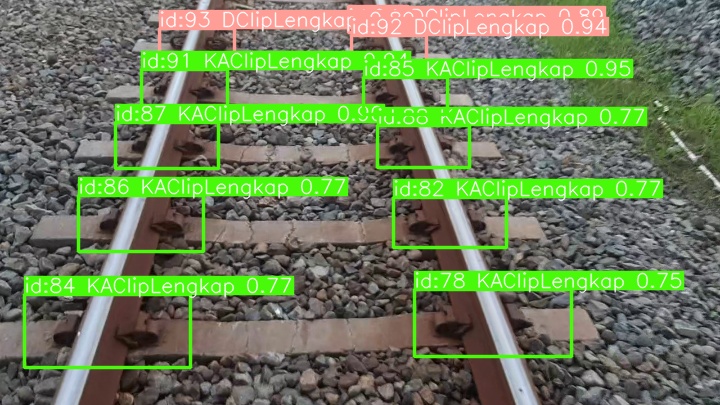 id:93 DClipLengkap 0.89
id:92 DClipLengkap 0.94
id:91 KAClipLengkap
id:85 KAClipLengkap 0.95
id:87 KAClipLengkap
KAClipLengkap 0.77
id:86 KAClipLengkap 0.77
id:82 KAClipLengkap 0.77
id:84 KAClipLengkap 0.77
id:78 KAClipLengkap 0.75